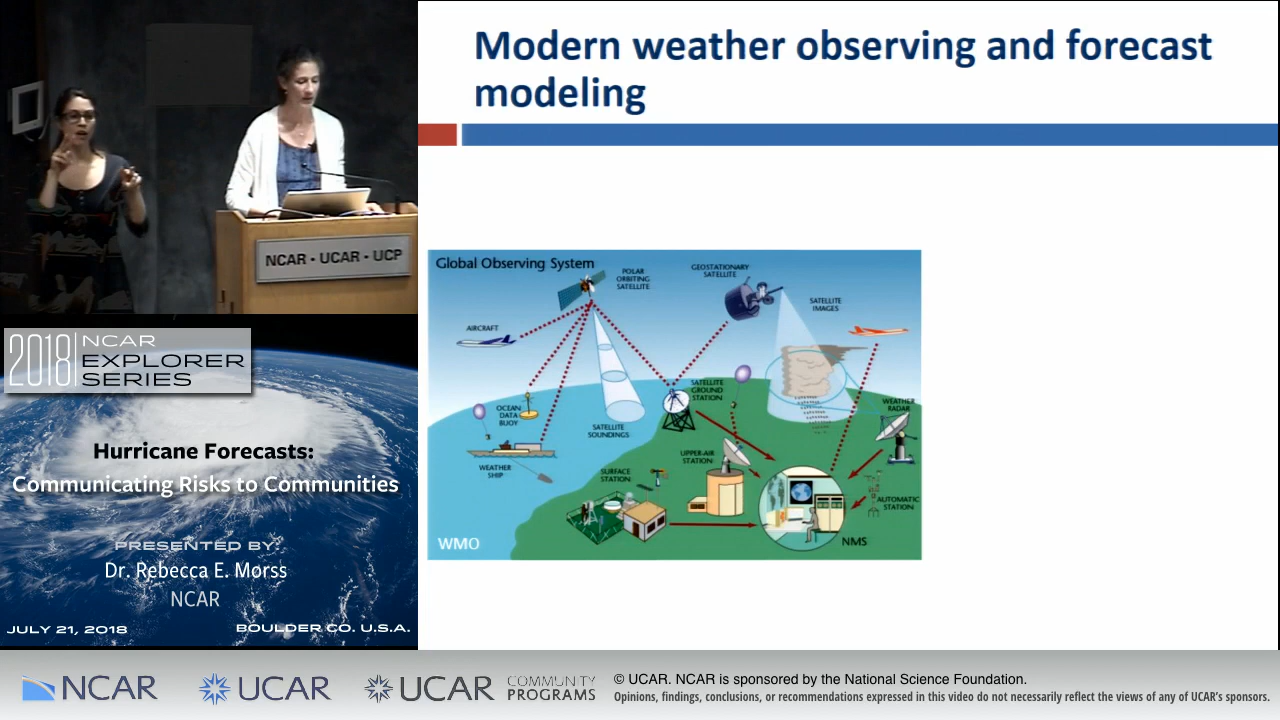 Modern weather observing and forecast
modeling
NCAR • UCAR • UCP
2018
NCAR
EXPLORER
SERIES
Hurricane Forecasts:
Communicating Risks to Communities
PRESENTED BY:
Dr. Rebecca E. Morss
NCAR
JULY 21, 2018
BOULDER CO. U.S.A.
Global Observing System
POLAR
ORBITING
SATELLITE
GEOSTATIONARY
SATELLITE
SATELLITE
IMAGES
AIRCRAFT
SATELLITE
GROUND
STATION
OCEAN
DATA
BUOY
WEATHER
RADAR
SATELLITE
SOUNDINGS
WEATHER
SHIP
UPPER-AIR
STATION
SURFACE
STATION
AUTOMATIC
STATION
NMS
WMO
NCAR
UCAR
UCAR
COMMUNITY
PROGRAMS
© UCAR. NCAR is sponsored by the National Science Foundation.
Opinions, findings, conclusions, or recommendations expressed in this video do not necessarily reflect the views of any of UCAR's sponsors.